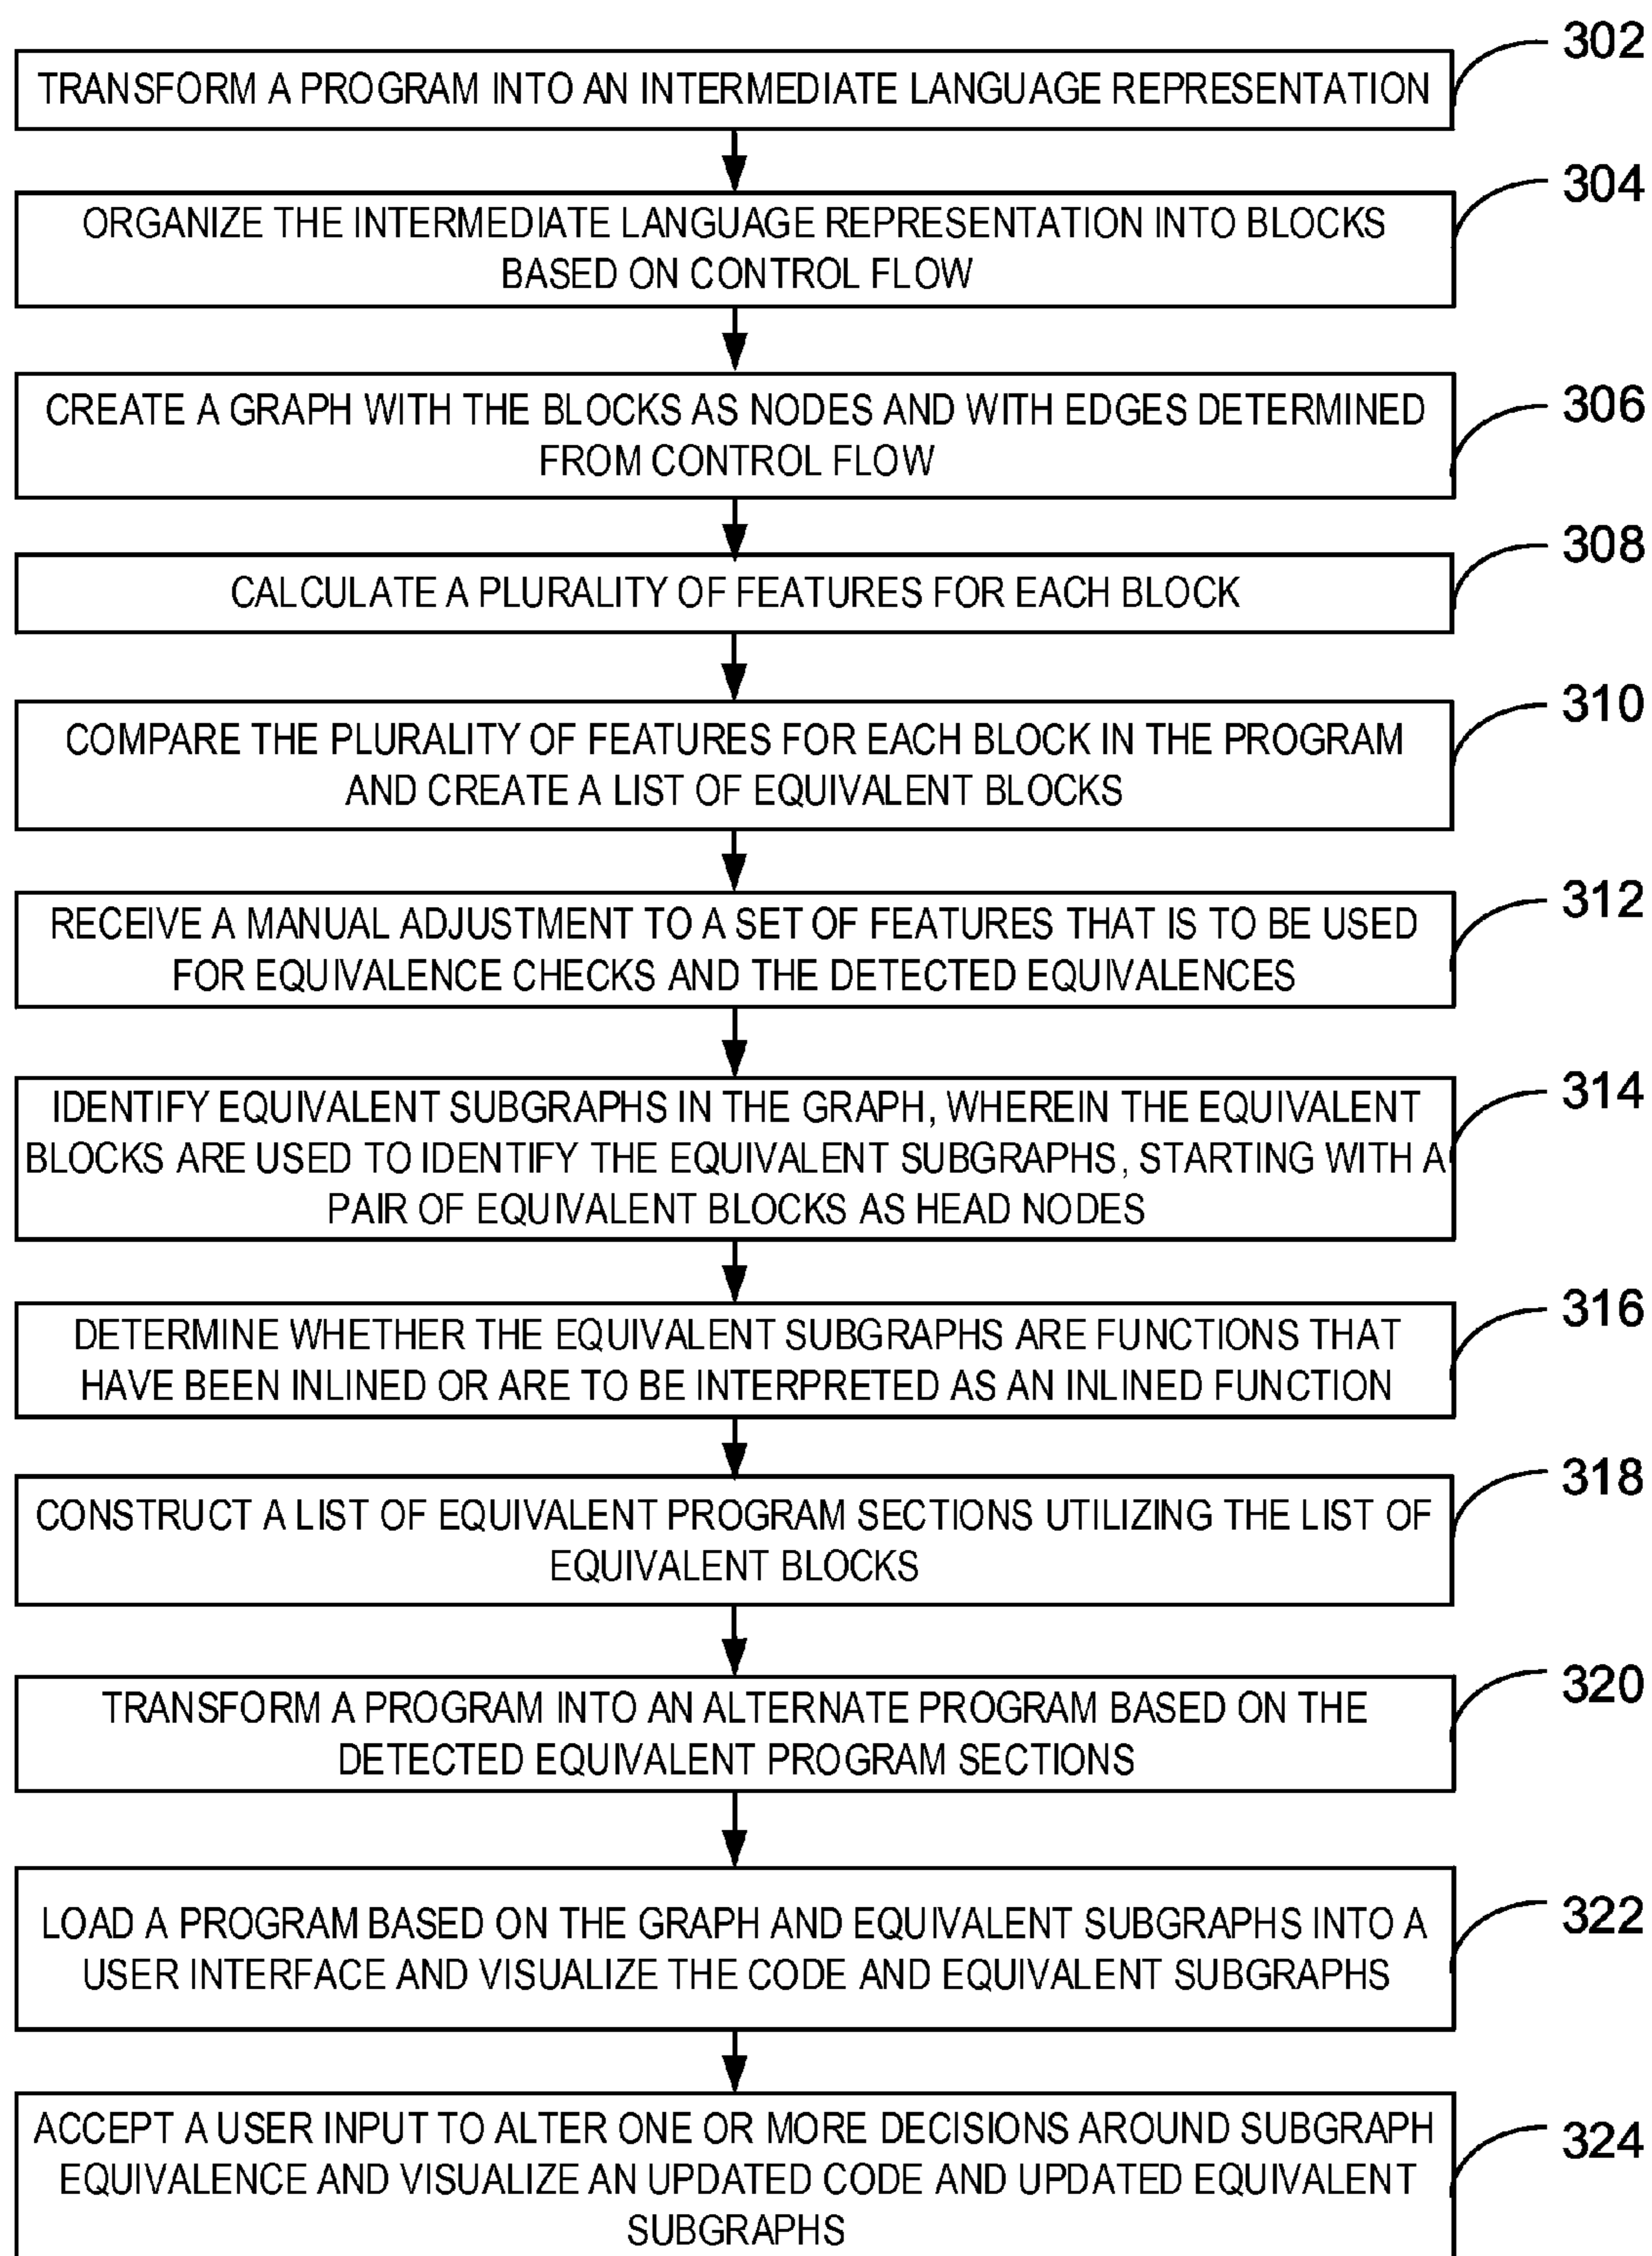 302
TRANSFORM A PROGRAM INTO AN INTERMEDIATE LANGUAGE REPRESENTATION
304
ORGANIZE THE INTERMEDIATE LANGUAGE REPRESENTATION INTO BLOCKS
BASED ON CONTROL FLOW
306
CREATE A GRAPH WITH THE BLOCKS AS NODES AND WITH EDGES DETERMINED
FROM CONTROL FLOW
308
CALCULATE A PLURALITY OF FEATURES FOR EACH BLOCK
310
COMPARE THE PLURALITY OF FEATURES FOR EACH BLOCK IN THE PROGRAM
AND CREATE A LIST OF EQUIVALENT BLOCKS
312
RECEIVE A MANUAL ADJUSTMENT TO A SET OF FEATURES THAT IS TO BE USED
FOR EQUIVALENCE CHECKS AND THE DETECTED EQUIVALENCES
314
IDENTIFY EQUIVALENT SUBGRAPHS IN THE GRAPH, WHEREIN THE EQUIVALENT
BLOCKS ARE USED TO IDENTIFY THE EQUIVALENT SUBGRAPHS, STARTING WITH A
PAIR OF EQUIVALENT BLOCKS AS HEAD NODES
316
DETERMINE WHETHER THE EQUIVALENT SUBGRAPHS ARE FUNCTIONS THAT
HAVE BEEN INLINED OR ARE TO BE INTERPRETED AS AN INLINED FUNCTION
318
CONSTRUCT A LIST OF EQUIVALENT PROGRAM SECTIONS UTILIZING THE LIST OF
EQUIVALENT BLOCKS
320
TRANSFORM A PROGRAM INTO AN ALTERNATE PROGRAM BASED ON THE
DETECTED EQUIVALENT PROGRAM SECTIONS
322
LOAD A PROGRAM BASED ON THE GRAPH AND EQUIVALENT SUBGRAPHS INTO A
USER INTERFACE AND VISUALIZE THE CODE AND EQUIVALENT SUBGRAPHS
324
ACCEPT A USER INPUT TO ALTER ONE OR MORE DECISIONS AROUND SUBGRAPH
EQUIVALENCE AND VISUALIZE AN UPDATED CODE AND UPDATED EQUIVALENT
SUBGRAPHS